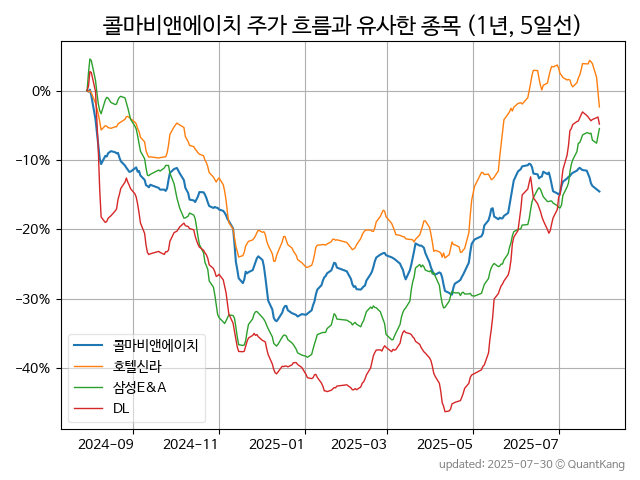 콜마비앤에이치 주가 흐름과 유사한 종목 (1년, 5일선)
0%
−10%
−20%
−30%
−40%
콜마비앤에이치
호텔신라
삼성E&A
DL
2024-09
2024-11
2025-01
2025-03
2025-05
2025-07
updated: 2025-07-30 © QuantKang